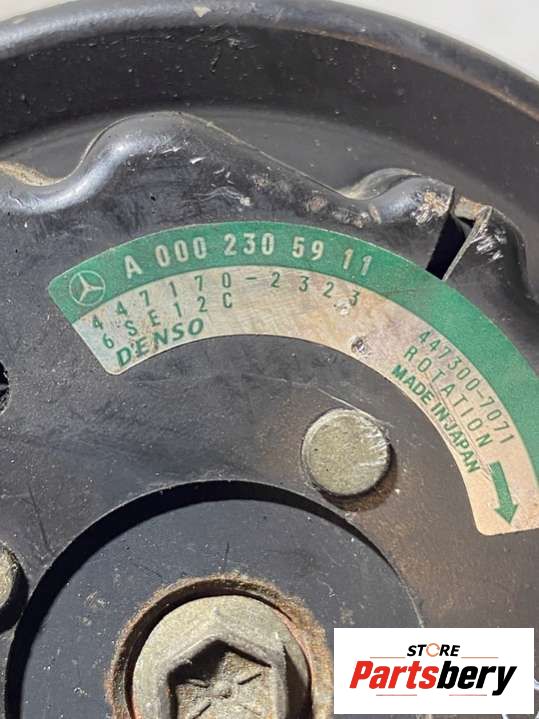 A 000 230 59 11
447170-2323
6SE12C
DENSO
447300-7071
ROTATION
MADE IN JAPAN
STORE
Partsbery